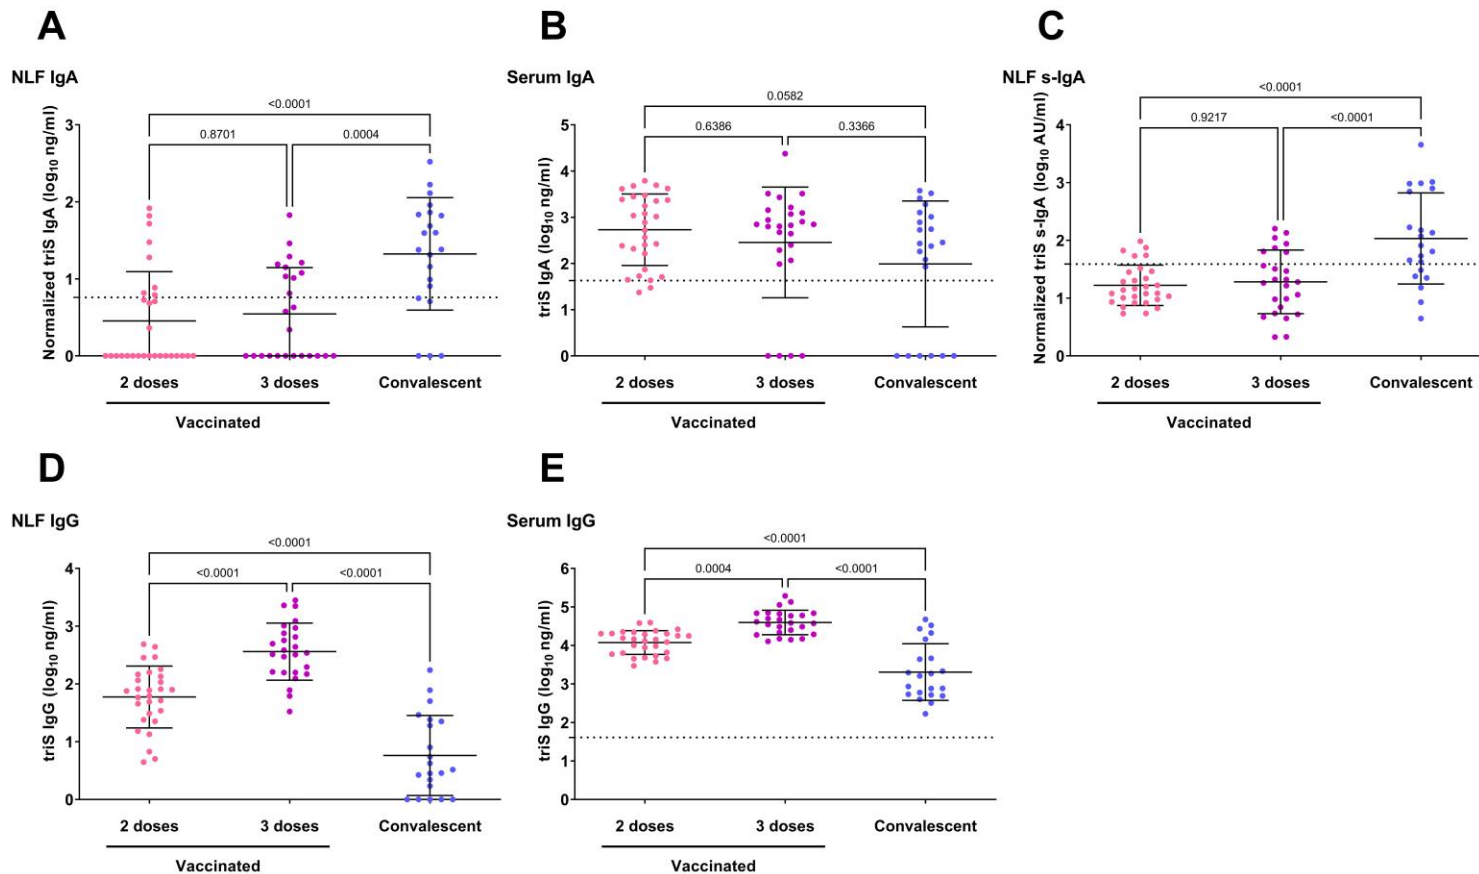 A
NLF IgA
Normalized triS IgA (log10 ng/ml)
<0.0001
0.8701
0.0004
3
2
1
0
2 doses
3 doses
Convalescent
Vaccinated
B
Serum IgA
triS IgA (log10 ng/ml)
0.0582
0.6386
0.3366
5
4
3
2
1
0
2 doses
3 doses
Convalescent
Vaccinated
C
NLF s-IgA
Normalized triS s-IgA (log10 AU/ml)
<0.0001
0.9217
<0.0001
4
3
2
1
0
2 doses
3 doses
Convalescent
Vaccinated
D
NLF IgG
triS IgG (log10 ng/ml)
<0.0001
<0.0001
<0.0001
4
3
2
1
0
2 doses
3 doses
Convalescent
Vaccinated
E
Serum IgG
triS IgG (log10 ng/ml)
<0.0001
0.0004
<0.0001
6
5
4
3
2
1
0
2 doses
3 doses
Convalescent
Vaccinated